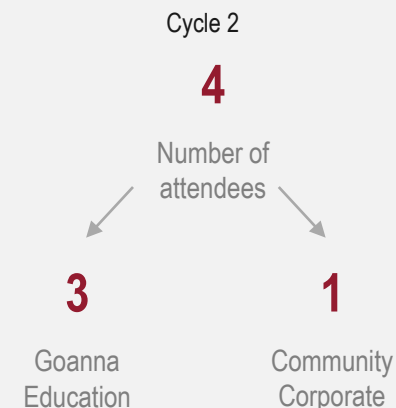 Cycle 2
4
Number of
attendees
3
1
Goanna
Education
Community
Corporate